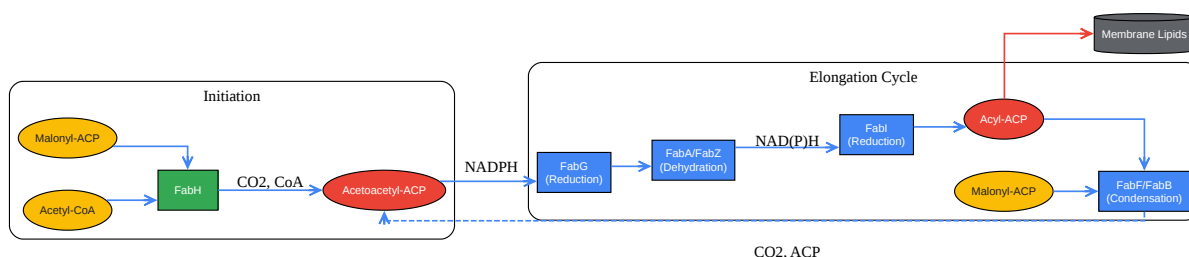 Membrane Lipids
Elongation Cycle
Initiation
Malonyl-ACP
Acetyl-CoA
FabH
CO2, CoA
Acetoacetyl-ACP
NADPH
FabG
(Reduction)
FabA/FabZ
(Dehydration)
NAD(P)H
FabI
(Reduction)
Acyl-ACP
Malonyl-ACP
FabF/FabB
(Condensation)
CO2, ACP